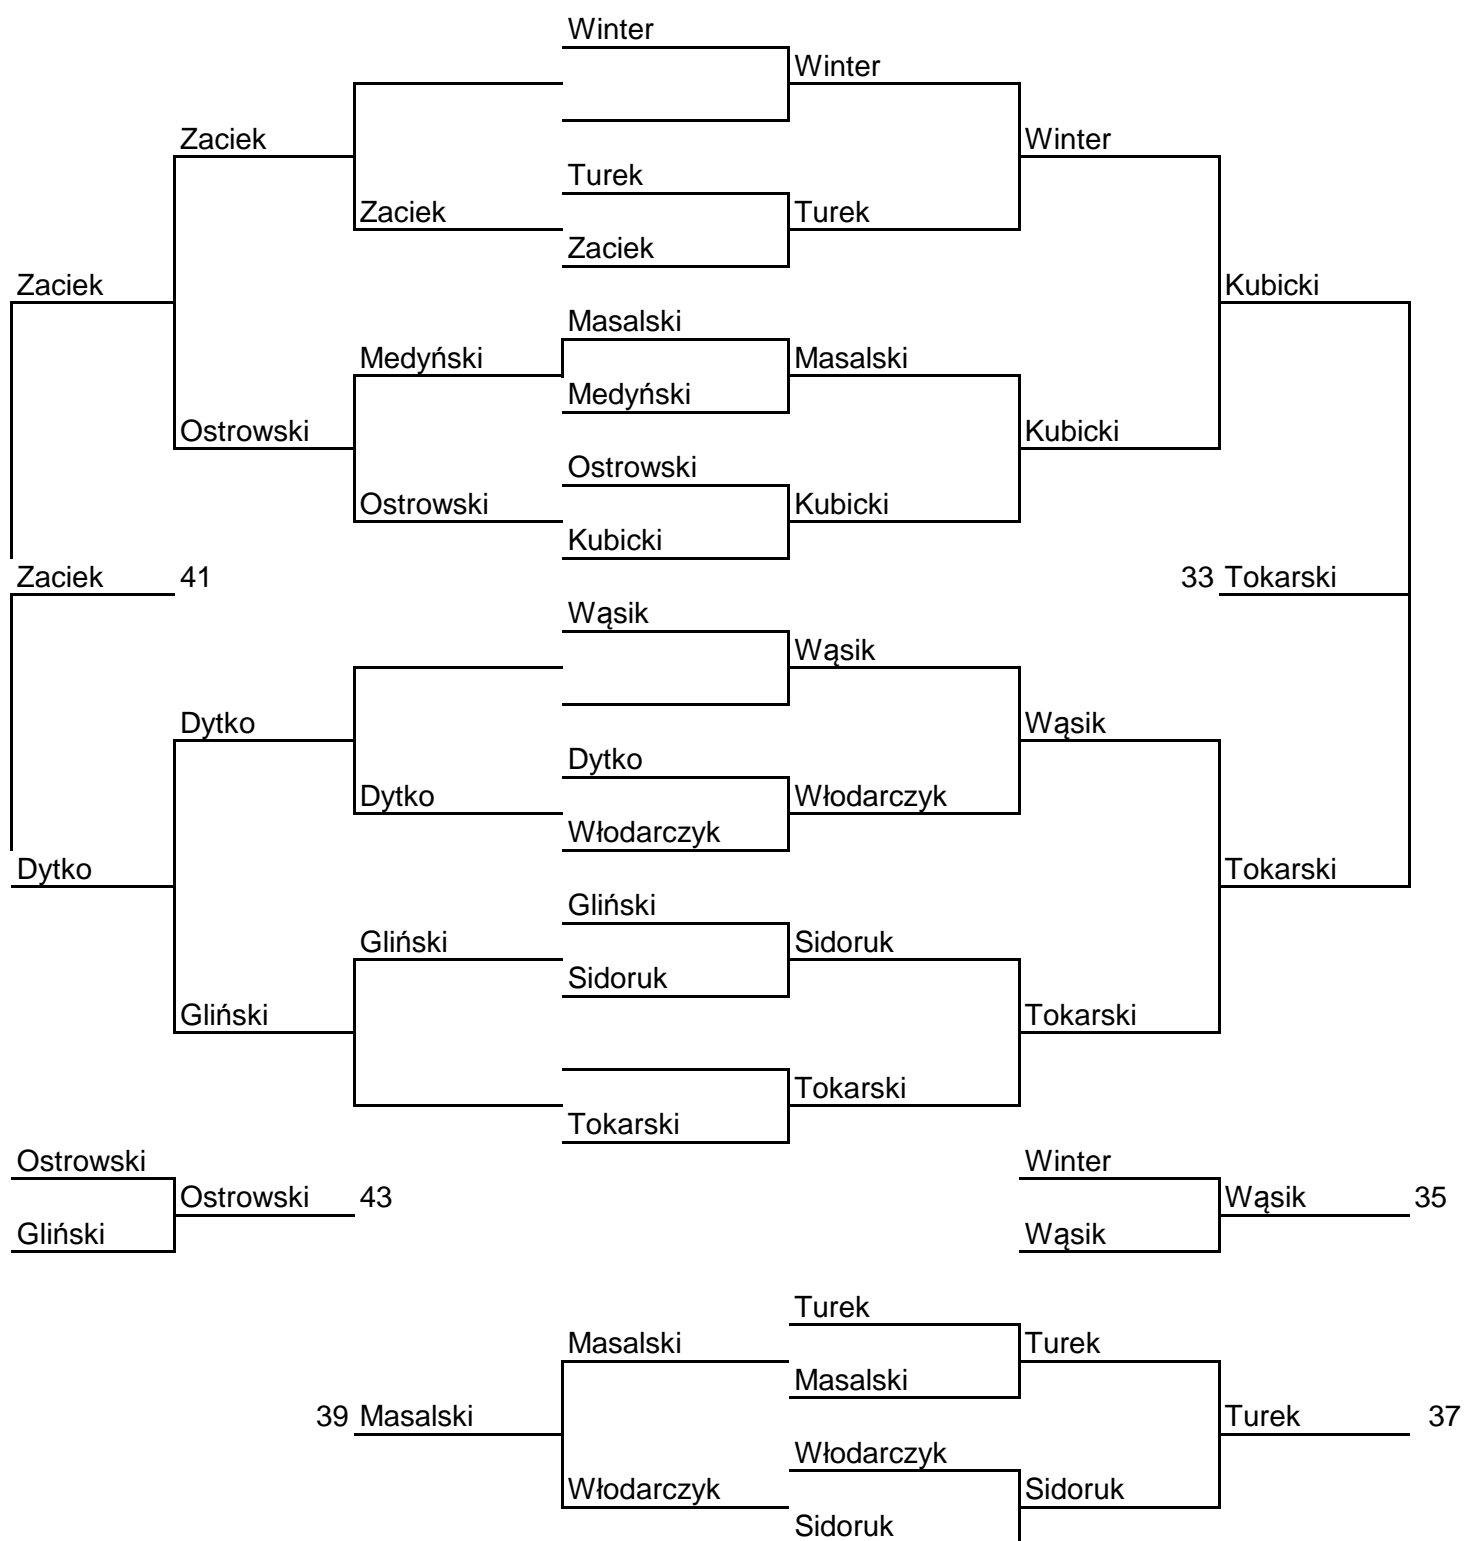 Winter
Winter
Zaciek Winter
Turek
Zaciek Turek
Zaciek
Zaciek Kubicki
Masalski
Medyński Masalski
Medyński
Ostrowski Kubicki
Ostrowski
Ostrowski Kubicki
Kubicki
Zaciek 41 33 Tokarski
Wąsik
Wąsik
Dytko Wąsik
Dytko
Dytko Włodarczyk
Włodarczyk
Dytko Tokarski
Gliński
Gliński Sidoruk
Sidoruk
Gliński Tokarski
Tokarski
Tokarski
Ostrowski Winter
Ostrowski 43 Wąsik 35
Gliński Wąsik
Turek
Masalski Turek
Masalski
39 Masalski Turek 37
Włodarczyk
Włodarczyk Sidoruk
Sidoruk